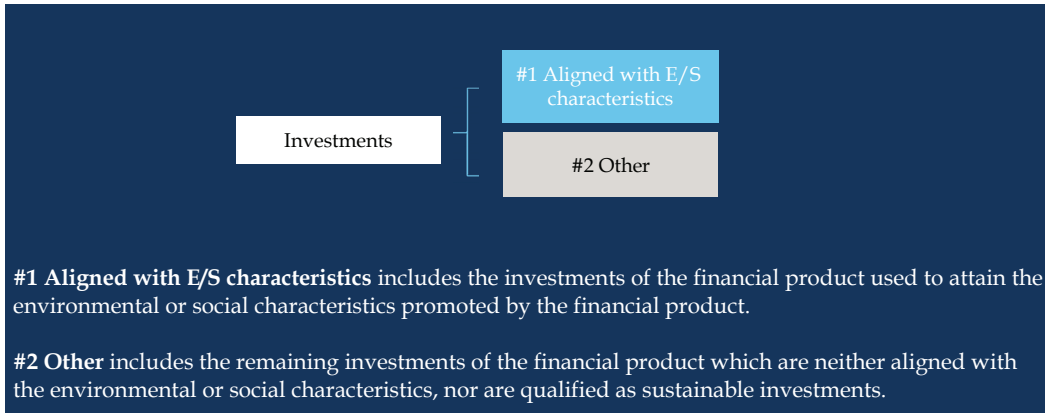 #1 Aligned with E/S
characteristics
Investments
#2 Other
#1 Aligned with E/S characteristics includes the investments of the financial product used to attain the
environmental or social characteristics promoted by the financial product.
#2 Other includes the remaining investments of the financial product which are neither aligned with
the environmental or social characteristics, nor are qualified as sustainable investments.